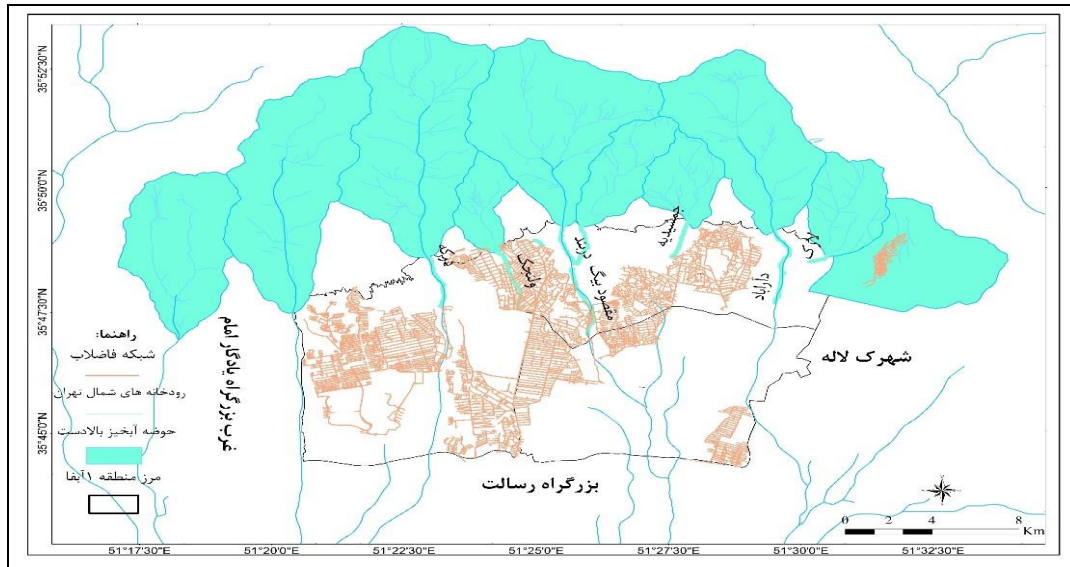 35°52'30"N
35°50'0"N
35°47'30"N
35°45'0"N
درکه
ولنجک
دربند
مقصود بیگ
داراباد
شهرک لاله
غرب بزرگراه یادگار امام
بزرگراه رسالت
راهنما:
شبکه فاضلاب
رودخانه های شمال تهران
حوضه آبخیز بالادست
مرز منطقه ۱ آبفا
0 2 4 8
Km
51°17'30"E 51°20'0"E 51°22'30"E 51°25'0"E 51°27'30"E 51°30'0"E 51°32'30"E